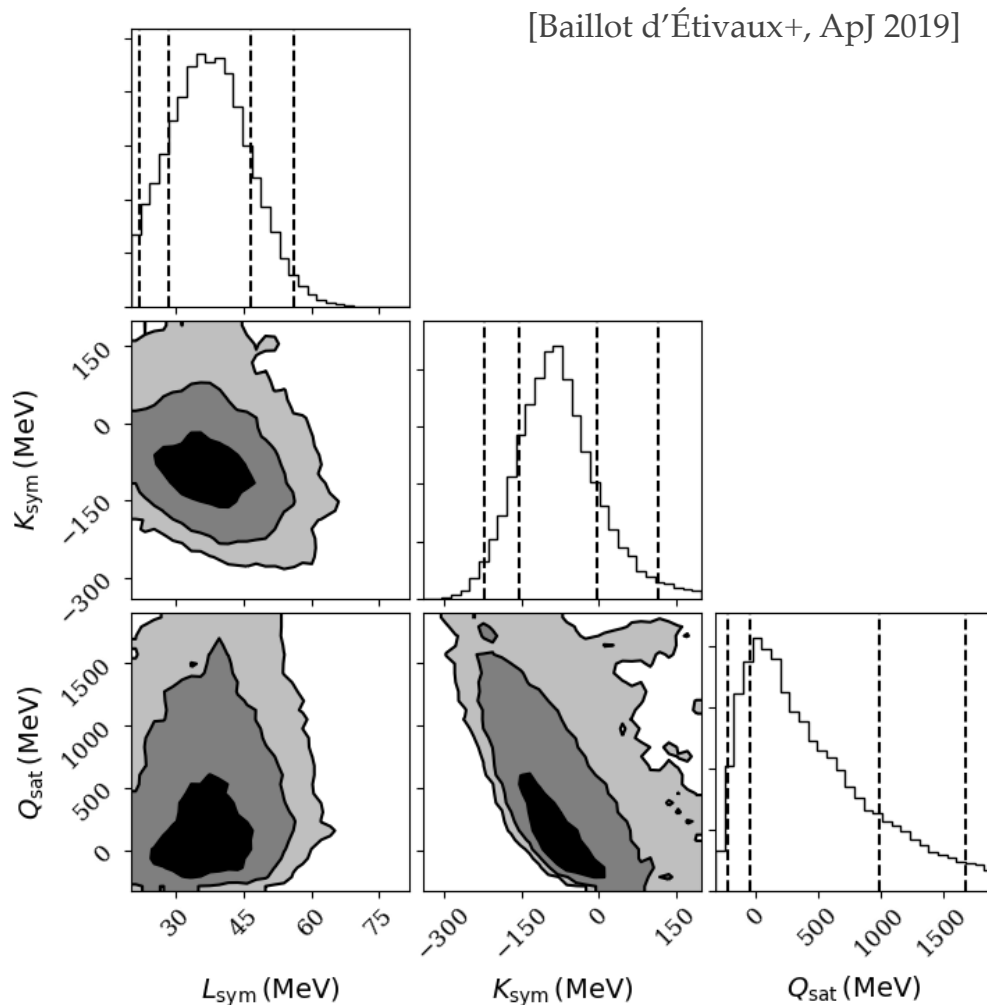 [Baillot d’Étivaux+, ApJ 2019]
150
0
−150
−300
K_sym (MeV)
1500
1000
500
0
Q_sat (MeV)
30 45 60 75
−300 −150 0 150
0 500 1000 1500
L_sym (MeV) K_sym (MeV) Q_sat (MeV)